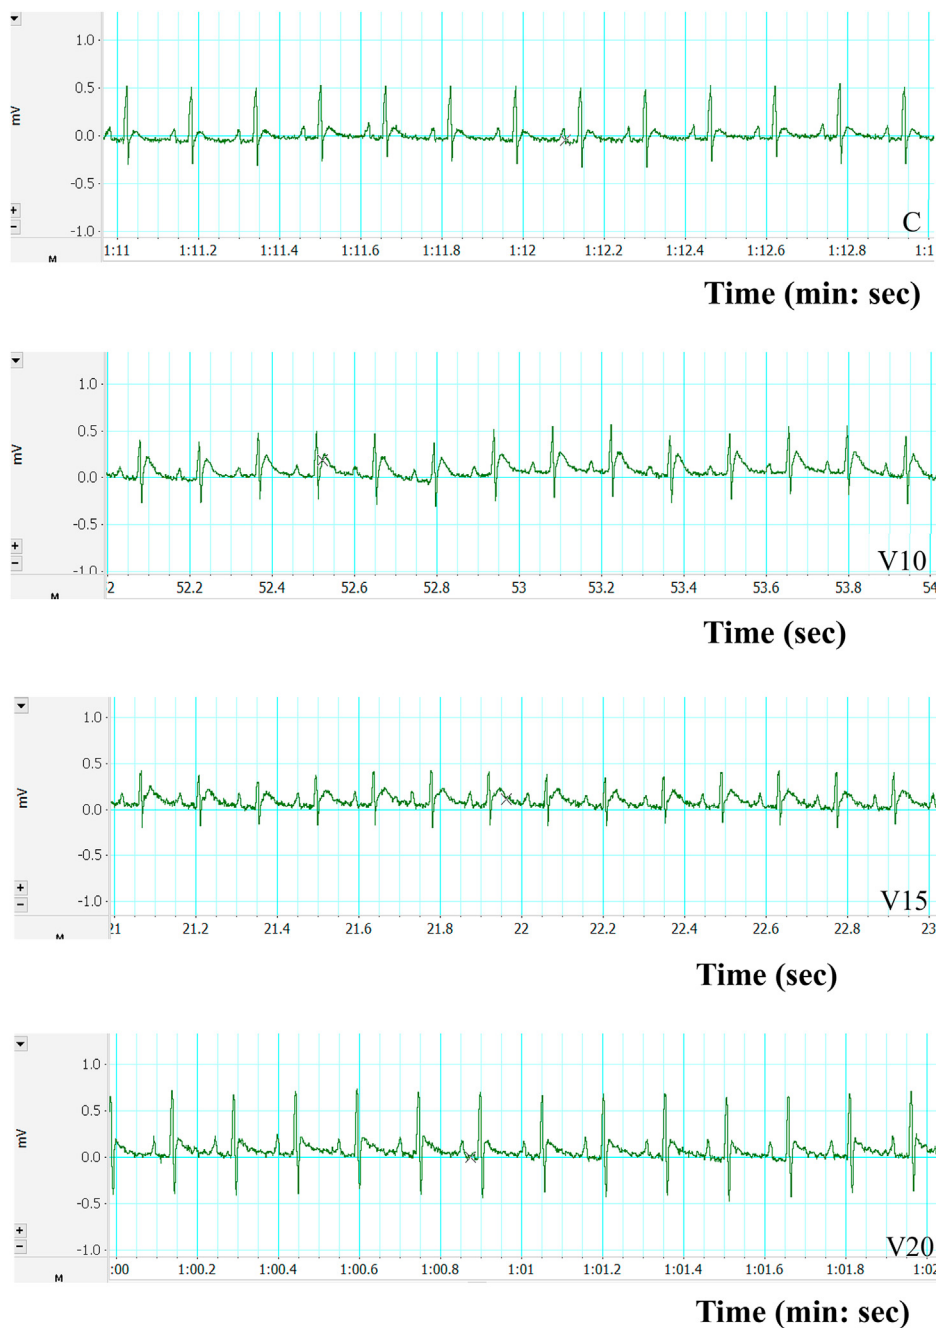 1.0
0.5
mV
0.0
-0.5
+
−
-1.0
C
M
1:11 1:11.2 1:11.4 1:11.6 1:11.8 1:12 1:12.2 1:12.4 1:12.6 1:12.8 1:1
Time (min: sec)
1.0
0.5
mV
0.0
-0.5
+
−
-1.0
V10
M
2 52.2 52.4 52.6 52.8 53 53.2 53.4 53.6 53.8 54
Time (sec)
1.0
0.5
mV
0.0
-0.5
+
−
-1.0
V15
M
21 21.2 21.4 21.6 21.8 22 22.2 22.4 22.6 22.8 23
Time (sec)
1.0
0.5
mV
0.0
-0.5
+
−
-1.0
V20
M
:00 1:00.2 1:00.4 1:00.6 1:00.8 1:01 1:01.2 1:01.4 1:01.6 1:01.8 1:02
Time (min: sec)